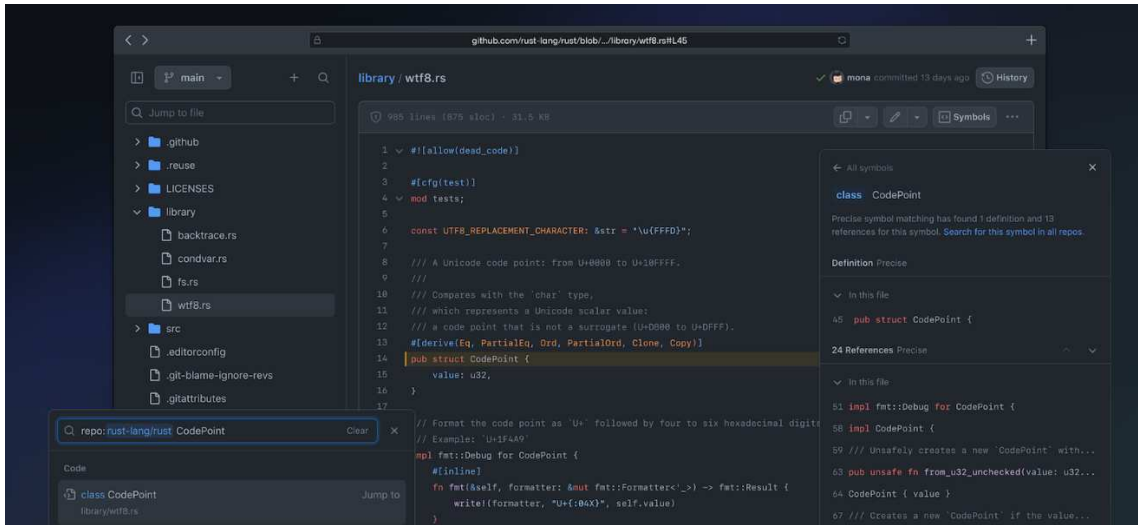 github.com/rust-lang/rust/blob/.../library/wtf8.rs#L45
main
Jump to file
.github
.reuse
LICENSES
library
backtrace.rs
condvar.rs
fs.rs
wtf8.rs
src
.editorconfig
.git-blame-ignore-revs
.gitattributes
library / wtf8.rs
mona committed 13 days ago
History
985 lines (875 sloc) · 31.5 KB
Symbols
1 #![allow(dead_code)]
2
3 #[cfg(test)]
4 mod tests;
5
6 const UTF8_REPLACEMENT_CHARACTER: &str = "\u{FFFD}";
7
8 /// A Unicode code point: from U+0000 to U+10FFFF.
9 ///
10 /// Compares with the `char` type,
11 /// which represents a Unicode scalar value:
12 /// a code point that is not a surrogate (U+D800 to U+DFFF).
13 #[derive(Eq, PartialEq, Ord, PartialOrd, Clone, Copy)]
14 pub struct CodePoint {
15 value: u32,
16 }
17
// Format the code point as `U+` followed by four to six hexadecimal digits
// Example: `U+1F4A9`
mpl fmt::Debug for CodePoint {
#[inline]
fn fmt(&self, formatter: &mut fmt::Formatter<'_>) -> fmt::Result {
write!(formatter, "U+{:04X}", self.value)
}
All symbols
class CodePoint
Precise symbol matching has found 1 definition and 13
references for this symbol. Search for this symbol in all repos.
Definition Precise
In this file
45 pub struct CodePoint {
24 References Precise
In this file
51 impl fmt::Debug for CodePoint {
58 impl CodePoint {
59 /// Unsafely creates a new `CodePoint` with...
63 pub unsafe fn from_u32_unchecked(value: u32...
64 CodePoint { value }
67 /// Creates a new `CodePoint` if the value...
repo:rust-lang/rust CodePoint
Clear
Code
class CodePoint
Jump to
library/wtf8.rs